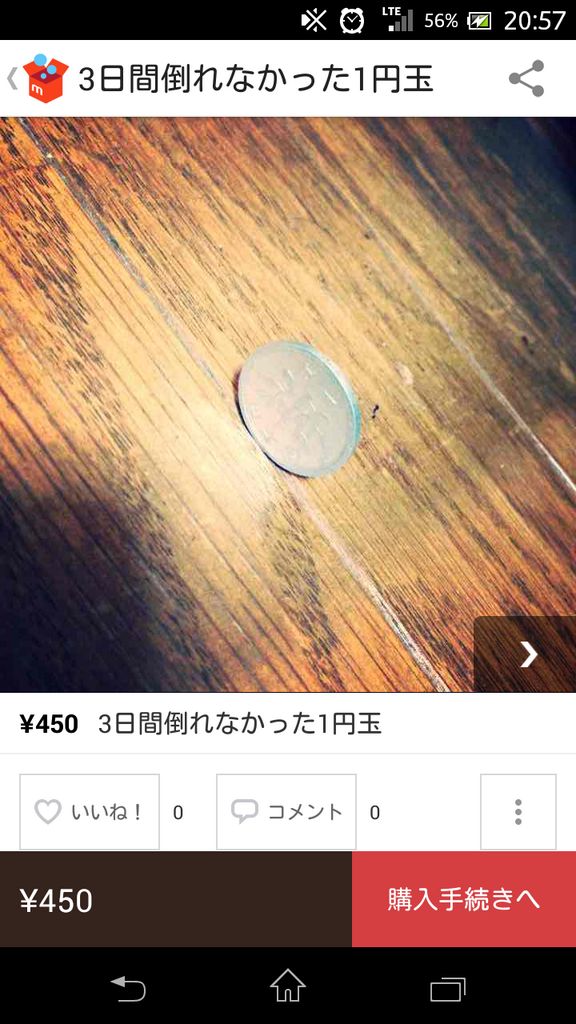 LTE 56% 20:57
m 3日間倒れなかった1円玉
¥450 3日間倒れなかった1円玉
いいね！ 0 コメント 0
¥450 購入手続きへ